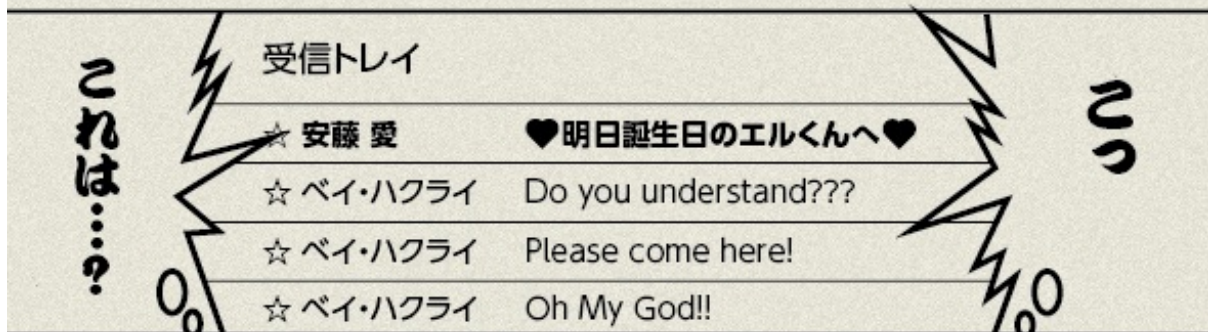 こっ
受信トレイ
☆ 安藤 愛 ♥明日誕生日のエルくんへ♥
☆ ベイ・ハクライ Do you understand???
☆ ベイ・ハクライ Please come here!
☆ ベイ・ハクライ Oh My God!!
これは……?